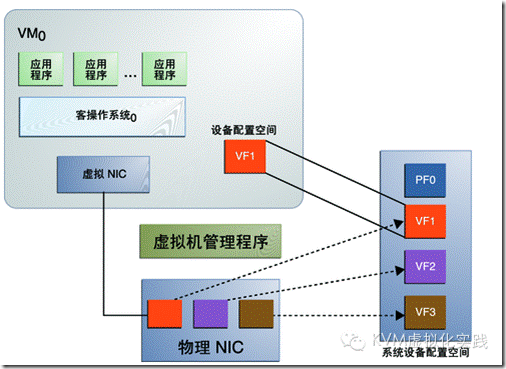 VM0
应用
程序
应用
程序
...
应用
程序
客操作系统0
设备配置空间
VF1
虚拟 NIC
PF0
VF1
虚拟机管理程序
VF2
VF3
物理 NIC
KVM虚拟化实践
系统设备配置空间